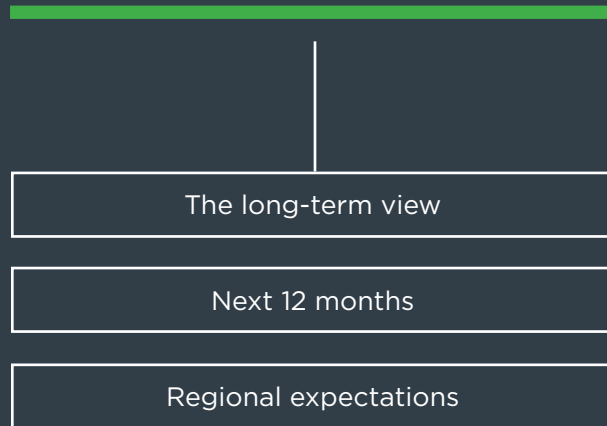 The long-term view
Next 12 months
Regional expectations